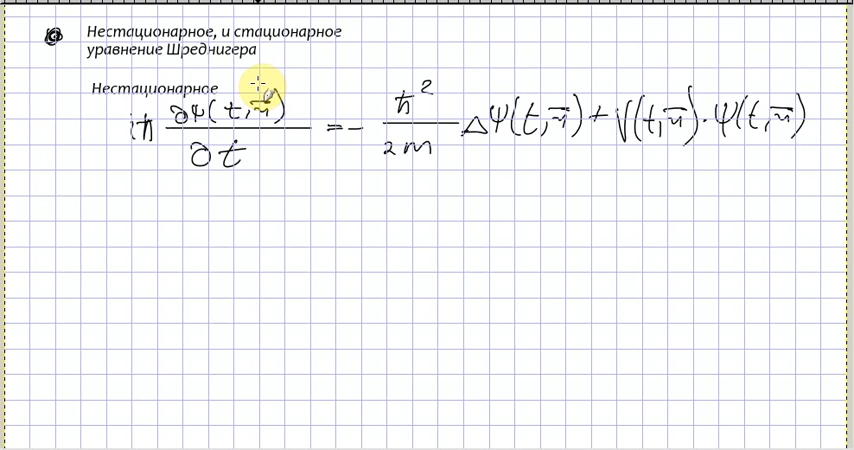 Нестационарное, и стационарное
уравнение Шреднигера
Нестационарное
iħ ∂Ψ(t, r̄) / ∂t = − ħ² / 2m ΔΨ(t, r̄) + V(t, r̄) · Ψ(t, r̄)